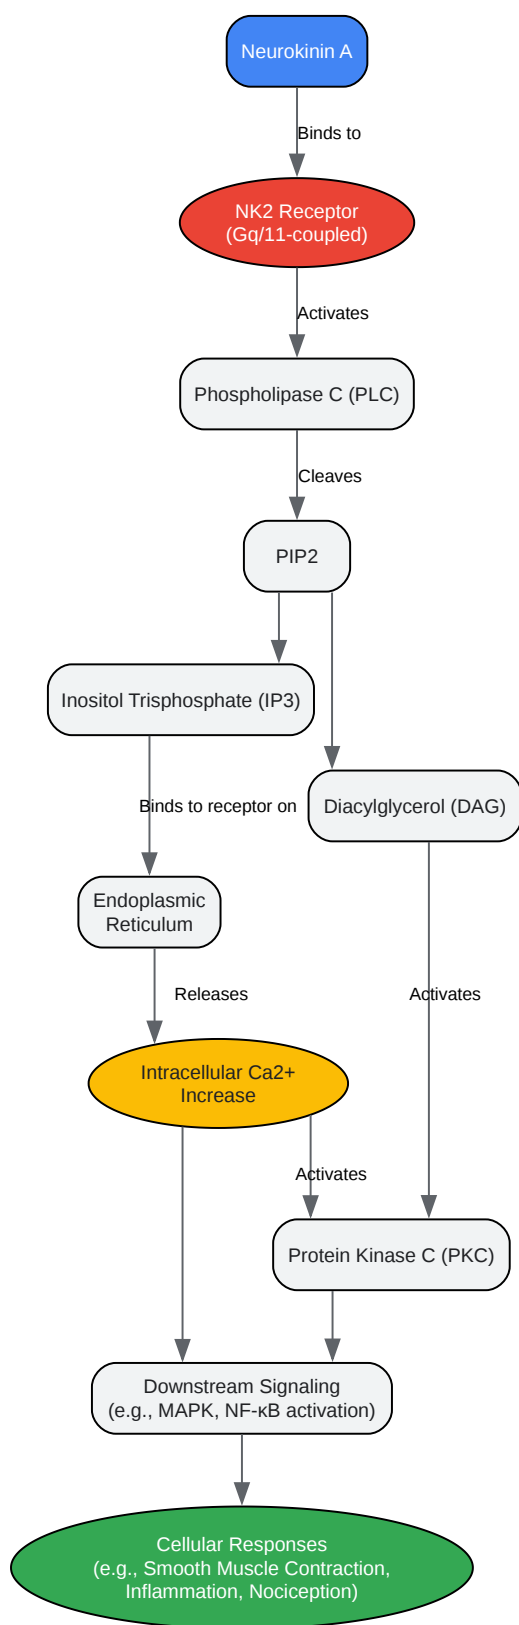 Neurokinin A
Binds to
NK2 Receptor
(Gq/11-coupled)
Activates
Phospholipase C (PLC)
Cleaves
PIP2
Inositol Trisphosphate (IP3)
Binds to receptor on
Diacylglycerol (DAG)
Endoplasmic
Reticulum
Releases
Activates
Intracellular Ca2+
Increase
Activates
Protein Kinase C (PKC)
Downstream Signaling
(e.g., MAPK, NF-κB activation)
Cellular Responses
(e.g., Smooth Muscle Contraction,
Inflammation, Nociception)